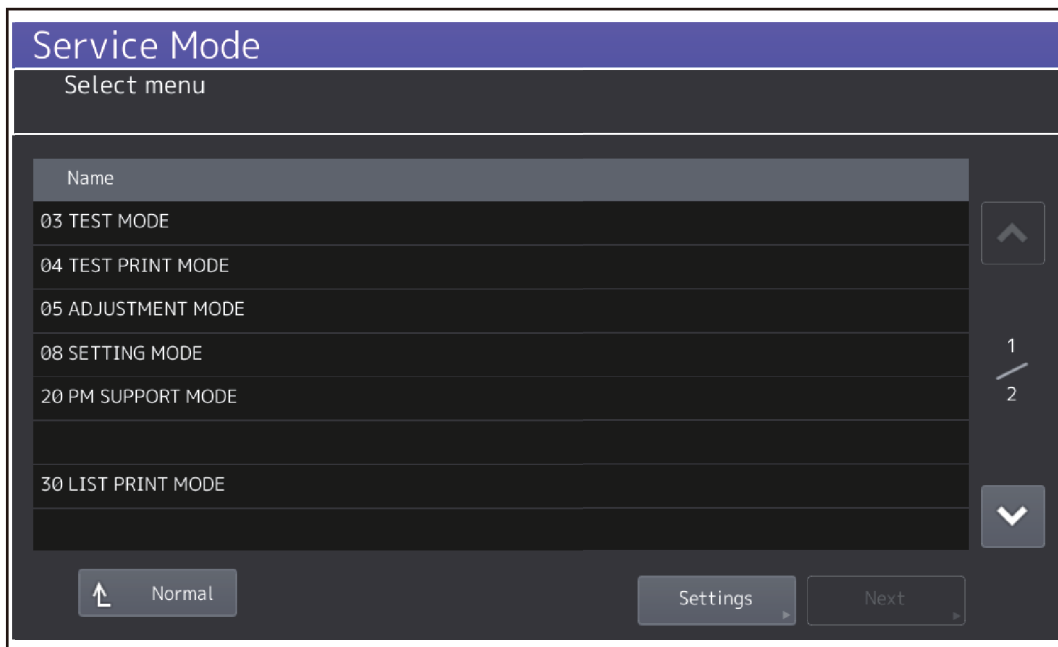 Service Mode
Select menu
Name
03 TEST MODE
04 TEST PRINT MODE
05 ADJUSTMENT MODE
08 SETTING MODE
20 PM SUPPORT MODE
30 LIST PRINT MODE
1
2
Normal
Settings
Next